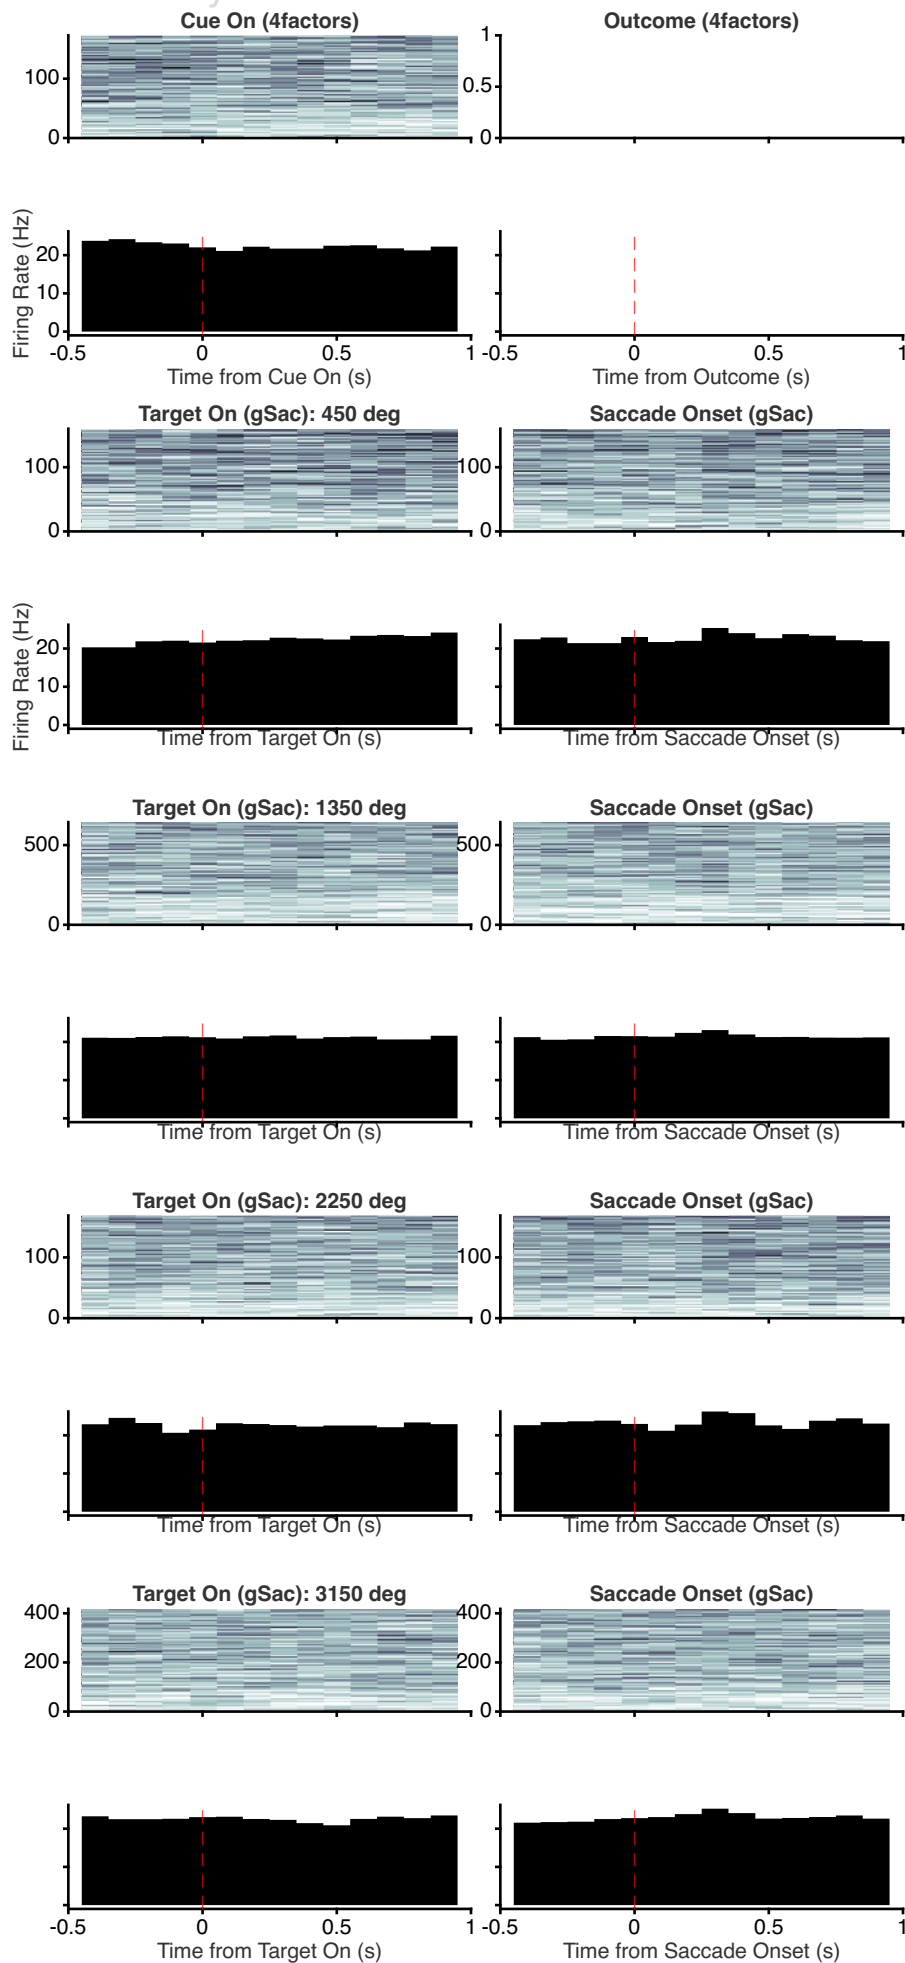 Cue On (4factors)
Outcome (4factors)
100
0
1
0.5
0
Firing Rate (Hz)
20
10
0
-0.5 0 0.5 1
Time from Cue On (s)
-0.5 0 0.5 1
Time from Outcome (s)
Target On (gSac): 450 deg
Saccade Onset (gSac)
100
0
100
0
Firing Rate (Hz)
20
10
0
Time from Target On (s)
Time from Saccade Onset (s)
Target On (gSac): 1350 deg
Saccade Onset (gSac)
500
0
500
0
Time from Target On (s)
Time from Saccade Onset (s)
Target On (gSac): 2250 deg
Saccade Onset (gSac)
100
0
100
0
Time from Target On (s)
Time from Saccade Onset (s)
Target On (gSac): 3150 deg
Saccade Onset (gSac)
400
200
0
400
200
0
-0.5 0 0.5 1
Time from Target On (s)
-0.5 0 0.5 1
Time from Saccade Onset (s)